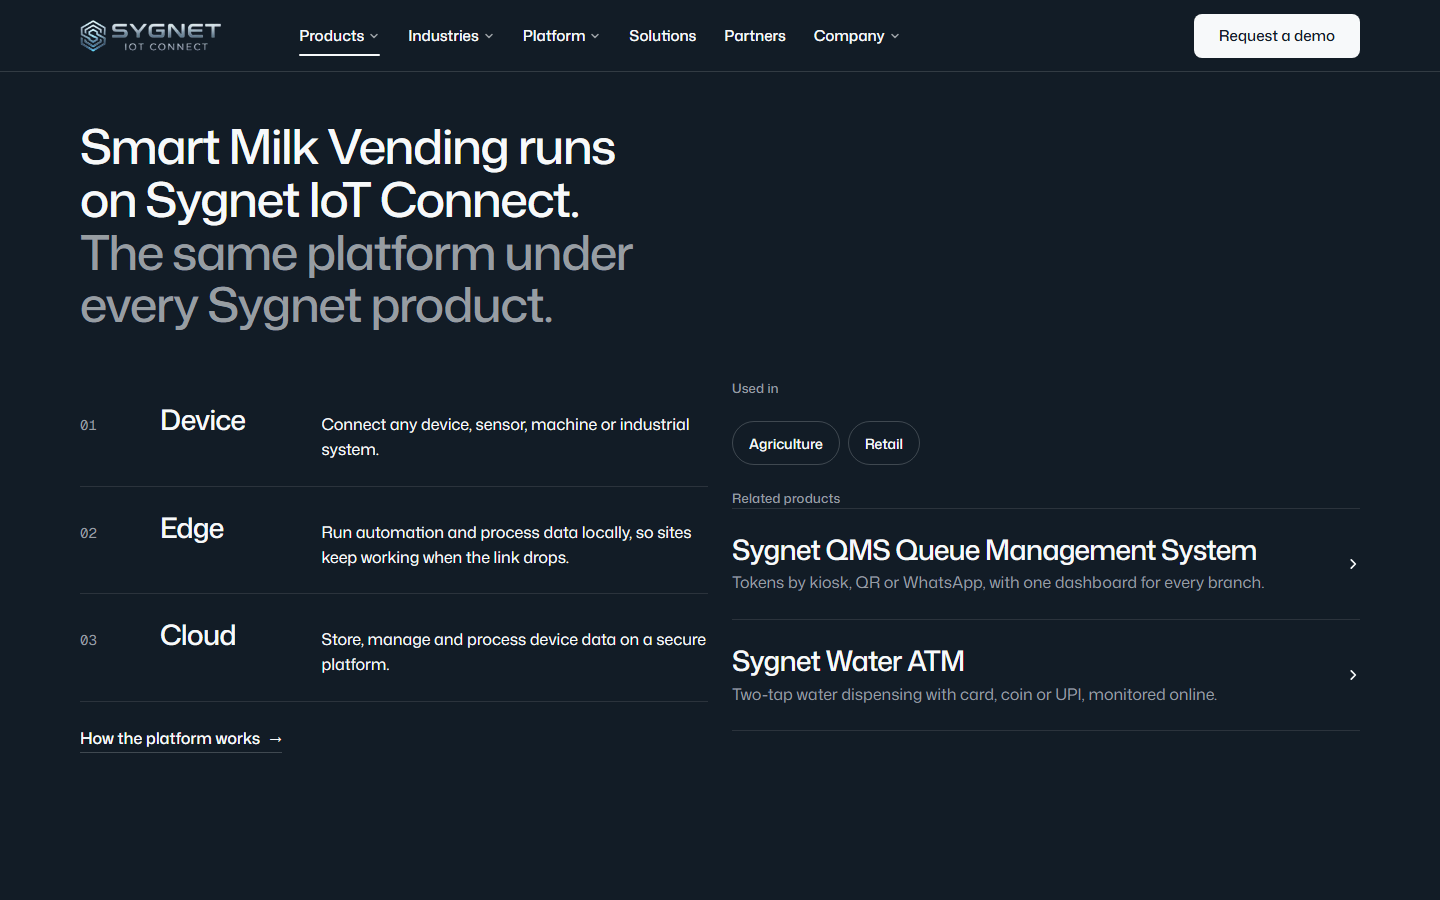 SYGNET
IOT CONNECT
Products
Industries
Platform
Solutions
Partners
Company
Request a demo
Smart Milk Vending runs
on Sygnet IoT Connect.
The same platform under
every Sygnet product.
01
Device
Connect any device, sensor, machine or industrial
system.
02
Edge
Run automation and process data locally, so sites
keep working when the link drops.
03
Cloud
Store, manage and process device data on a secure
platform.
How the platform works →
Used in
Agriculture
Retail
Related products
Sygnet QMS Queue Management System
Tokens by kiosk, QR or WhatsApp, with one dashboard for every branch.
Sygnet Water ATM
Two-tap water dispensing with card, coin or UPI, monitored online.